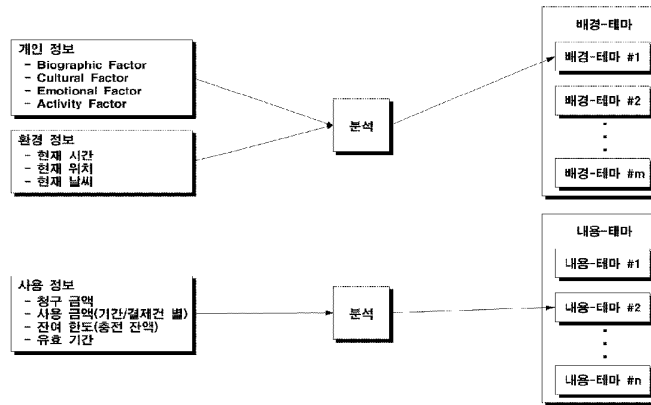 개인 정보
- Biographic Factor
- Cultural Factor
- Emotional Factor
- Activity Factor
환경 정보
- 현재 시간
- 현재 위치
- 현재 날씨
분석
배경-테마
배경-테마 #1
배경-테마 #2
배경-테마 #m
사용 정보
- 청구 금액
- 사용 금액(기간/결제건 별)
- 잔여 한도(충전 잔액)
- 유효 기간
분석
내용-테마
내용-테마 #1
내용-테마 #2
내용-테마 #n